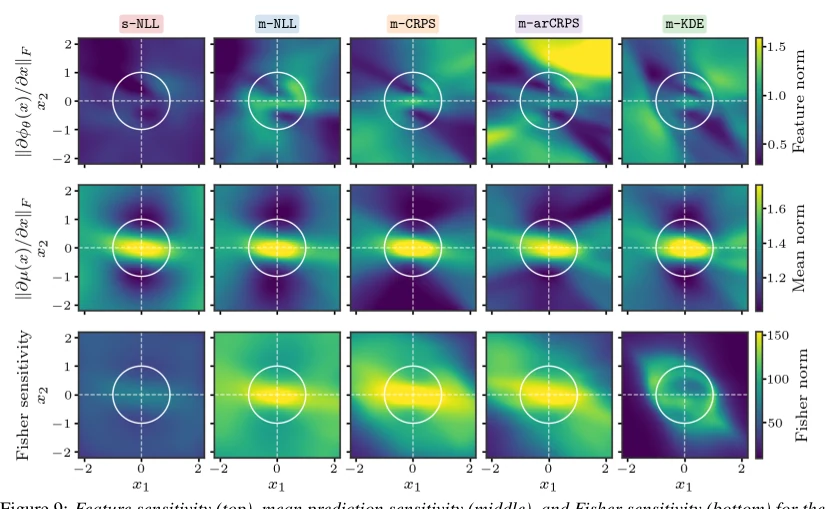 s-NLL m-NLL m-CRPS m-arCRPS m-KDE
‖∂ϕθ(x)/∂x‖F
x2
2
1
0
−1
−2
1.5
1.0
0.5
Feature norm
‖∂μ(x)/∂x‖F
x2
2
1
0
−1
−2
1.6
1.4
1.2
Mean norm
Fisher sensitivity
x2
2
1
0
−1
−2
150
100
50
Fisher norm
−2 0 2 −2 0 2 −2 0 2 −2 0 2 −2 0 2
x1 x1 x1 x1 x1
Figure 9: Feature sensitivity (top), mean prediction sensitivity (middle), and Fisher sensitivity (bottom) for the